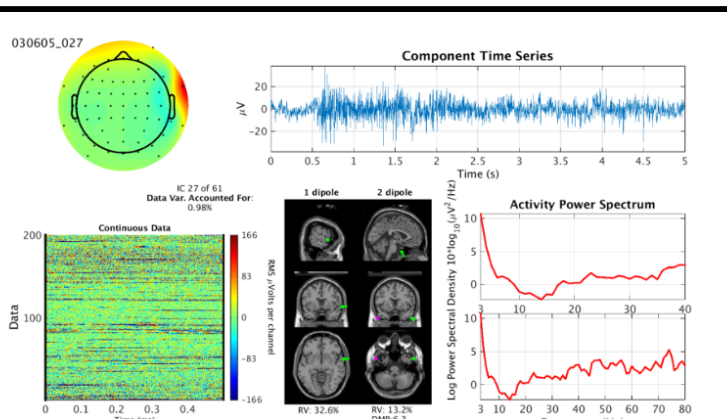 030605_027
Component Time Series
μV
20
0
-20
0 0.5 1 1.5 2 2.5 3 3.5 4 4.5 5
Time (s)
IC 27 of 61
Data Var. Accounted For:
0.98%
Continuous Data
Data
200
100
0 0.1 0.2 0.3 0.4
166
83
0
-83
-166
RMS μVolts per channel
1 dipole
2 dipole
RV: 32.6%
RV: 13.2%
Activity Power Spectrum
Log Power Spectral Density 10*log10(μV2/Hz)
10
5
0
3 10 20 30 40
10
5
0
3 10 20 30 40 50 60 70 80